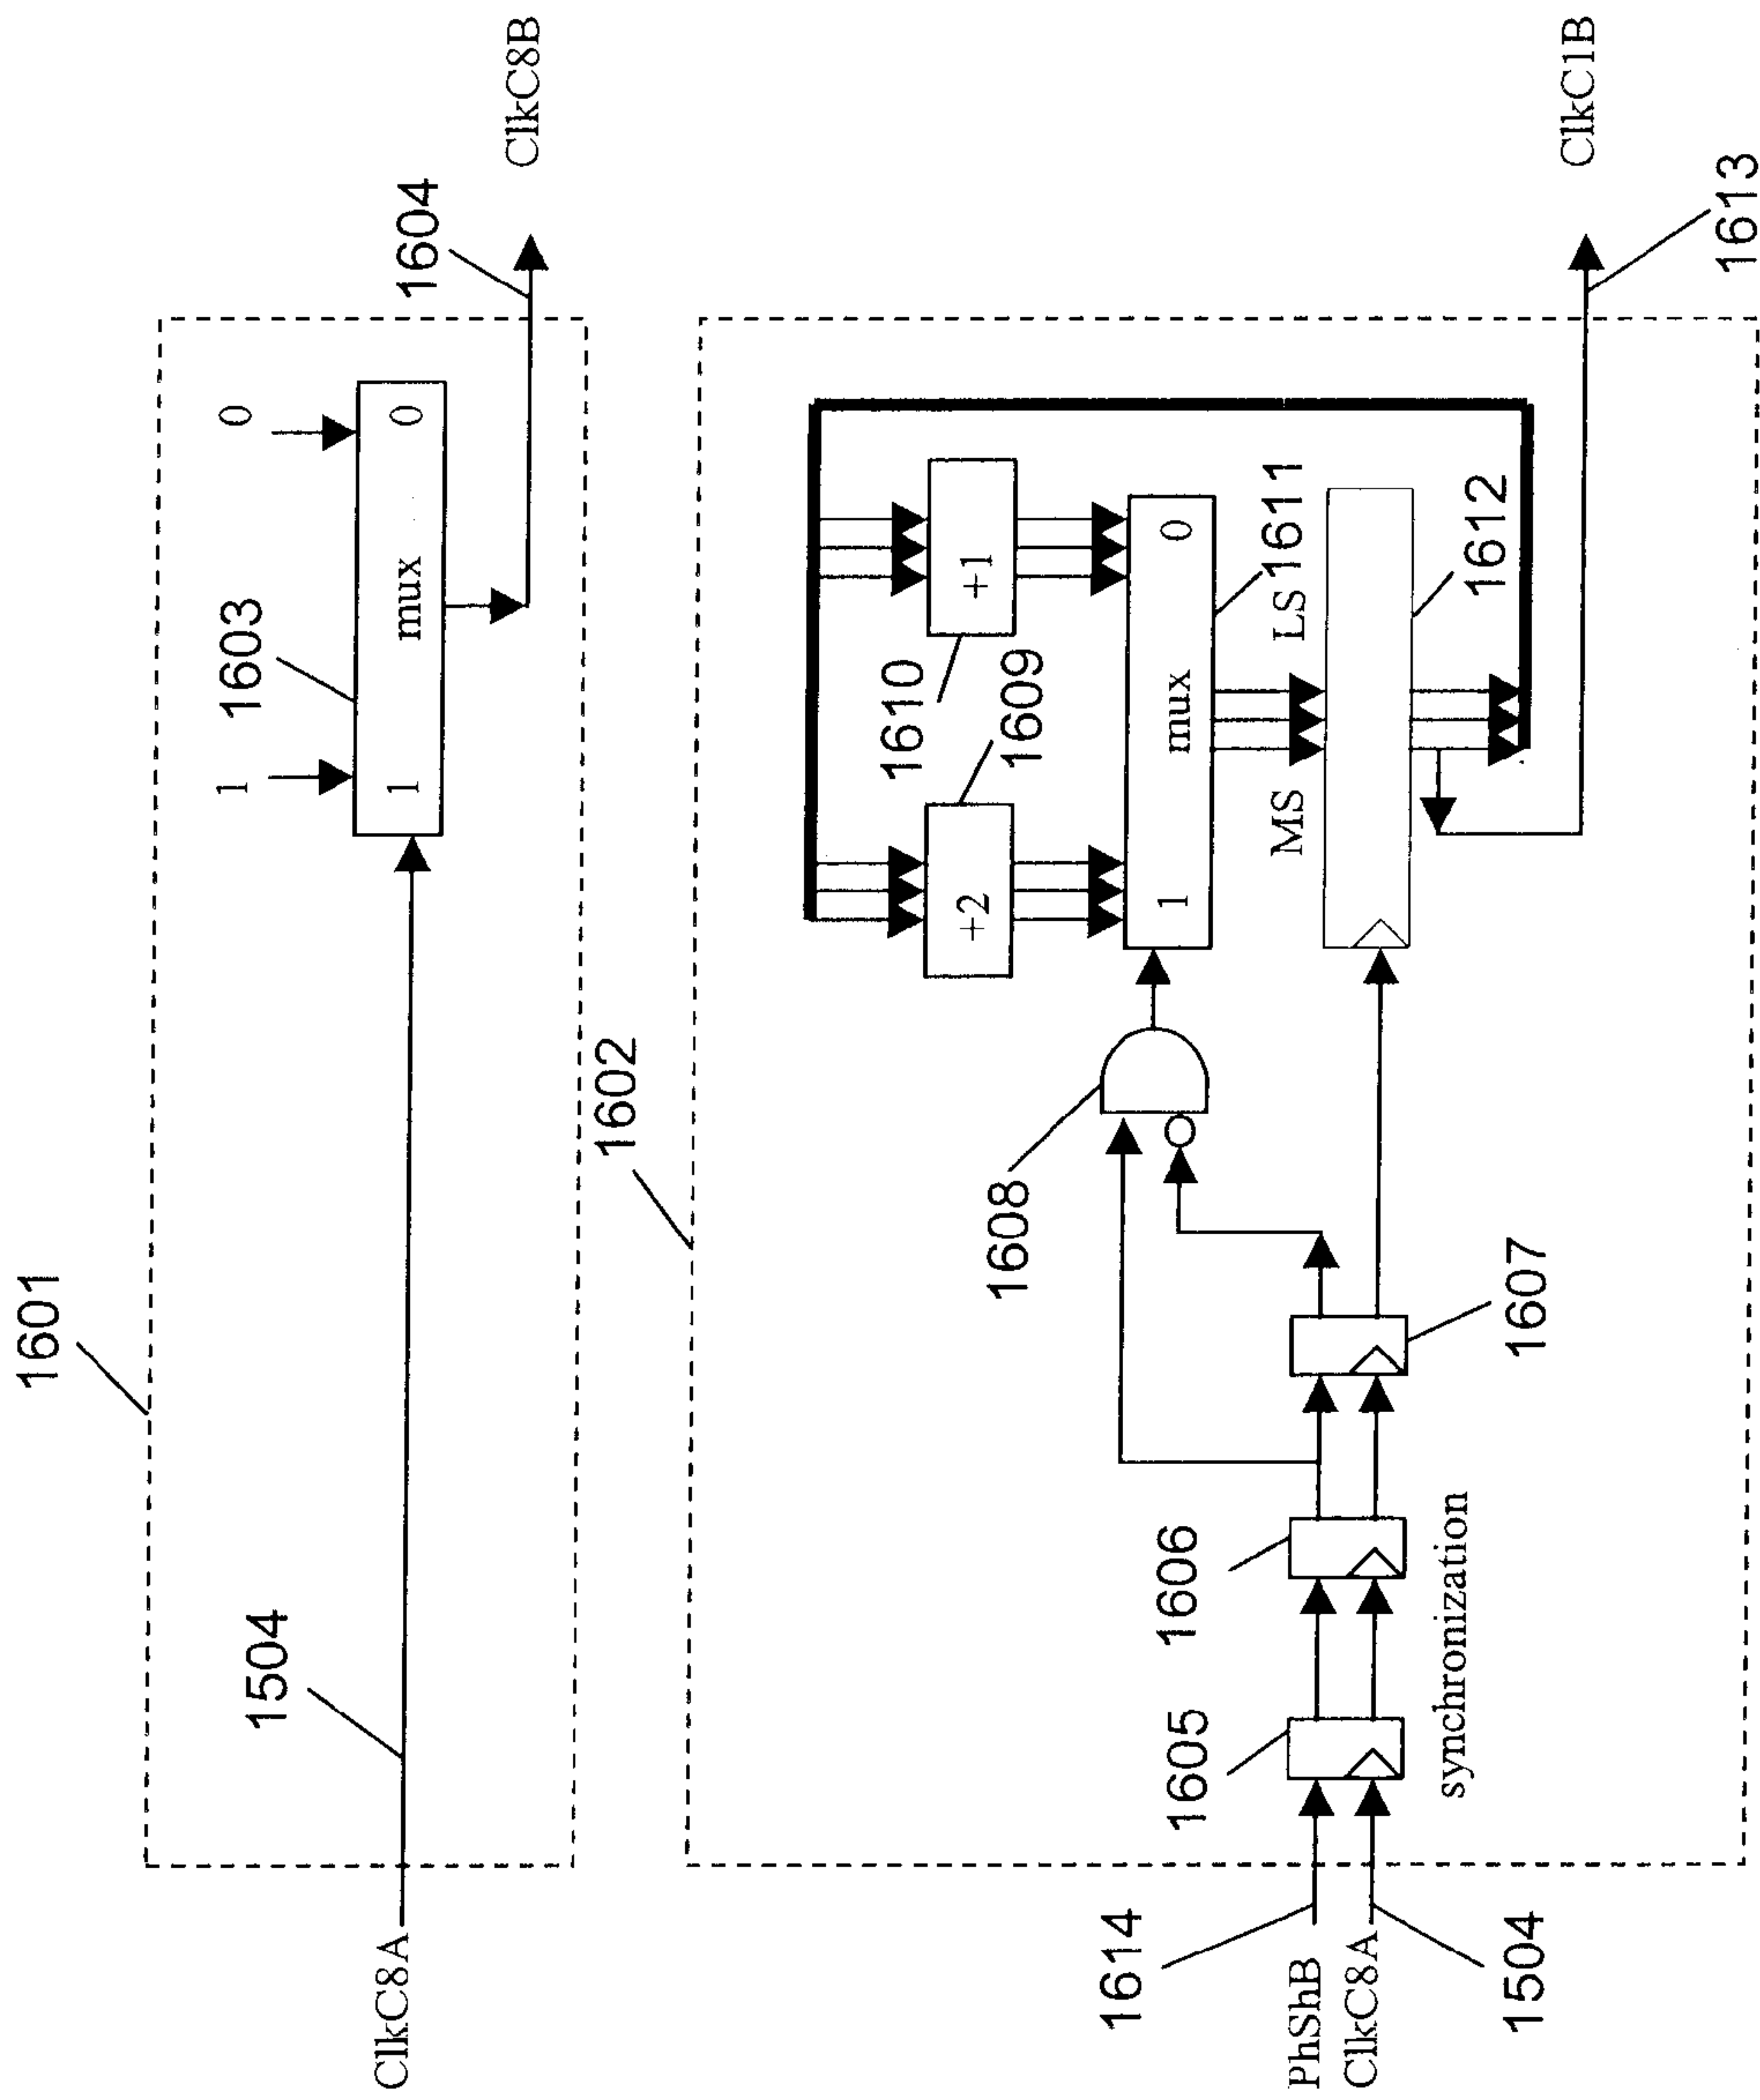 1601
1504
ClkC8A
1603
1
0
1 mux 0
1604
ClkC8B
1602
1614
PhShB
ClkC8A
1504
1605
1606
synchronization
1607
1608
+2
1609
+1
1610
1 mux 0
1611
MS LS
1612
1613
ClkC1B